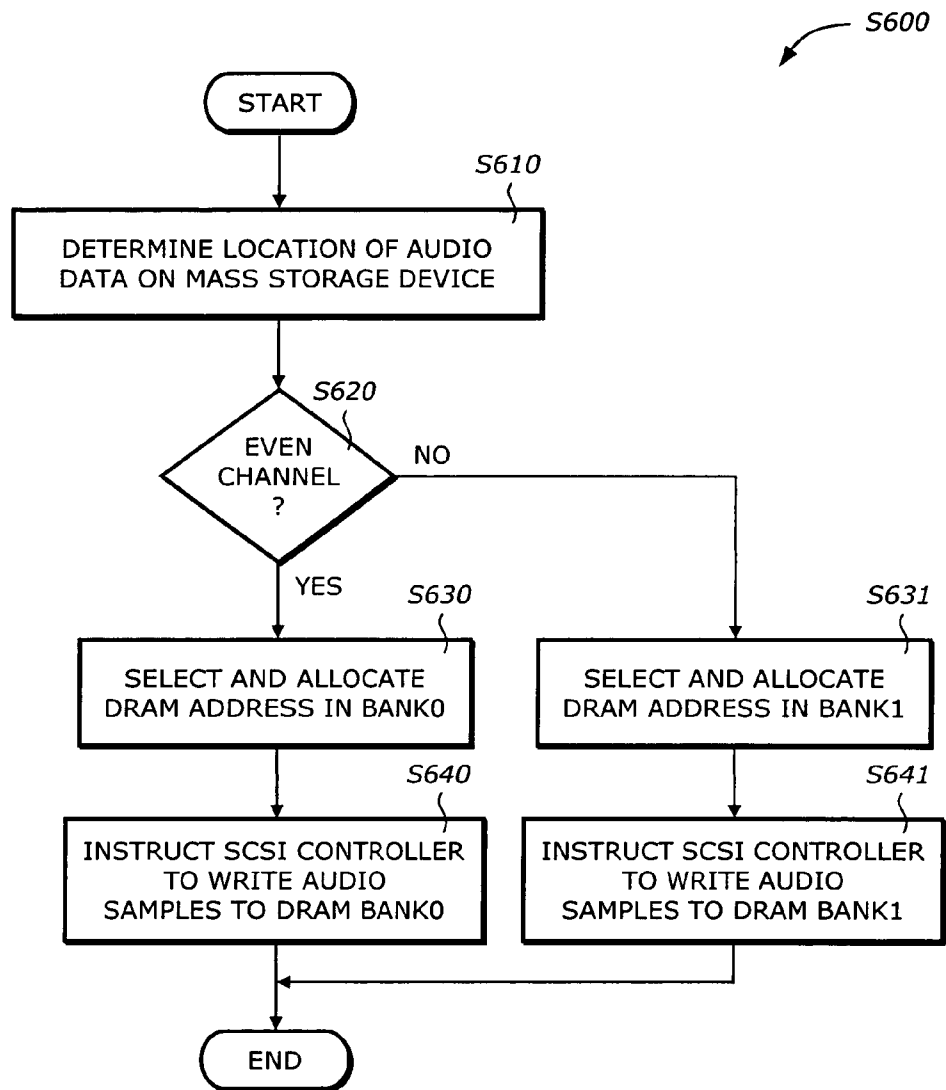 S600
START
S610
DETERMINE LOCATION OF AUDIO
DATA ON MASS STORAGE DEVICE
S620
EVEN
CHANNEL
?
NO
YES
S630
SELECT AND ALLOCATE
DRAM ADDRESS IN BANK0
S631
SELECT AND ALLOCATE
DRAM ADDRESS IN BANK1
S640
INSTRUCT SCSI CONTROLLER
TO WRITE AUDIO
SAMPLES TO DRAM BANK0
S641
INSTRUCT SCSI CONTROLLER
TO WRITE AUDIO
SAMPLES TO DRAM BANK1
END